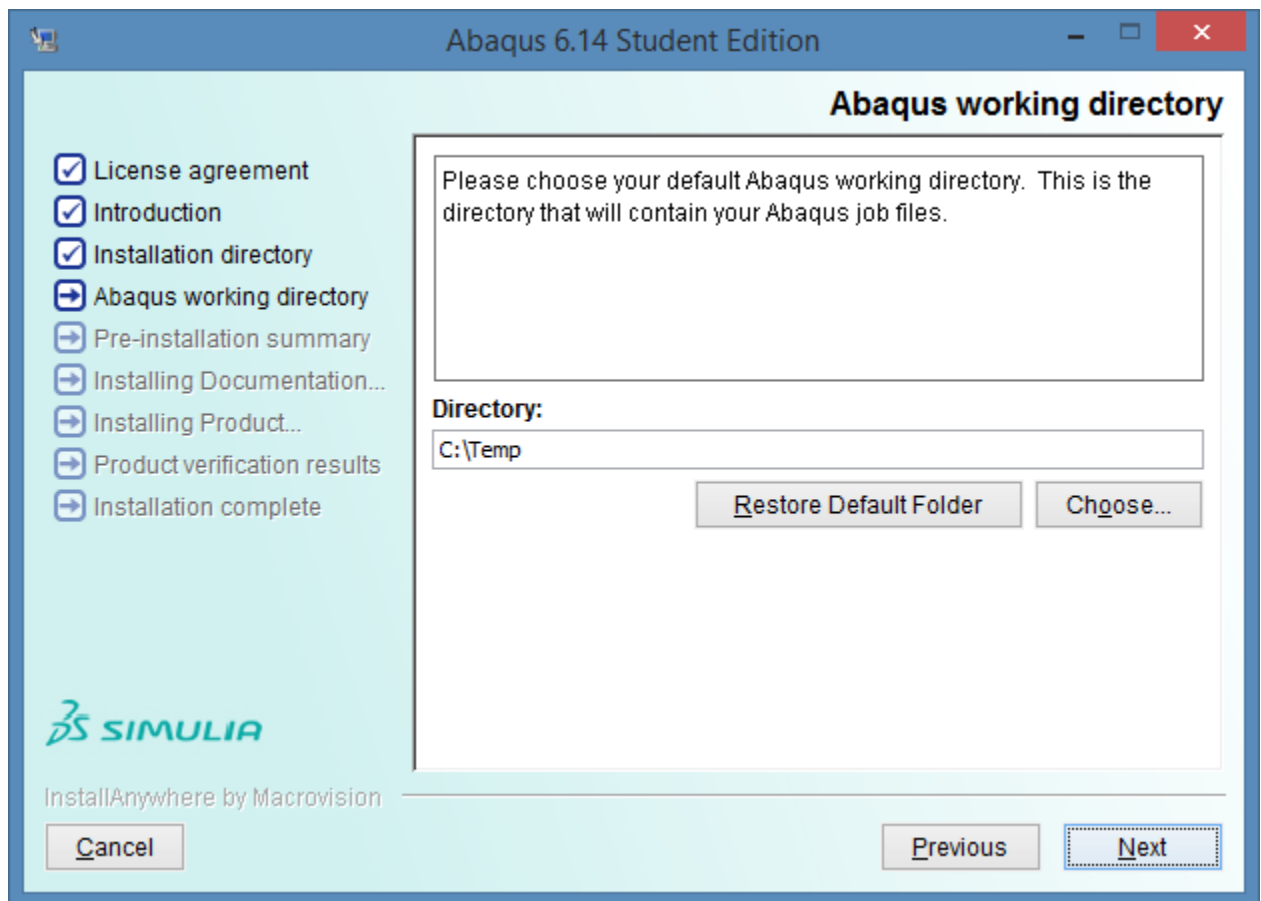 Abaqus 6.14 Student Edition
Abaqus working directory
License agreement
Introduction
Installation directory
Abaqus working directory
Pre-installation summary
Installing Documentation...
Installing Product...
Product verification results
Installation complete
Please choose your default Abaqus working directory.  This is the
directory that will contain your Abaqus job files.
Directory:
C:\Temp
Restore Default Folder
Choose...
3DS SIMULIA
InstallAnywhere by Macrovision
Cancel
Previous
Next